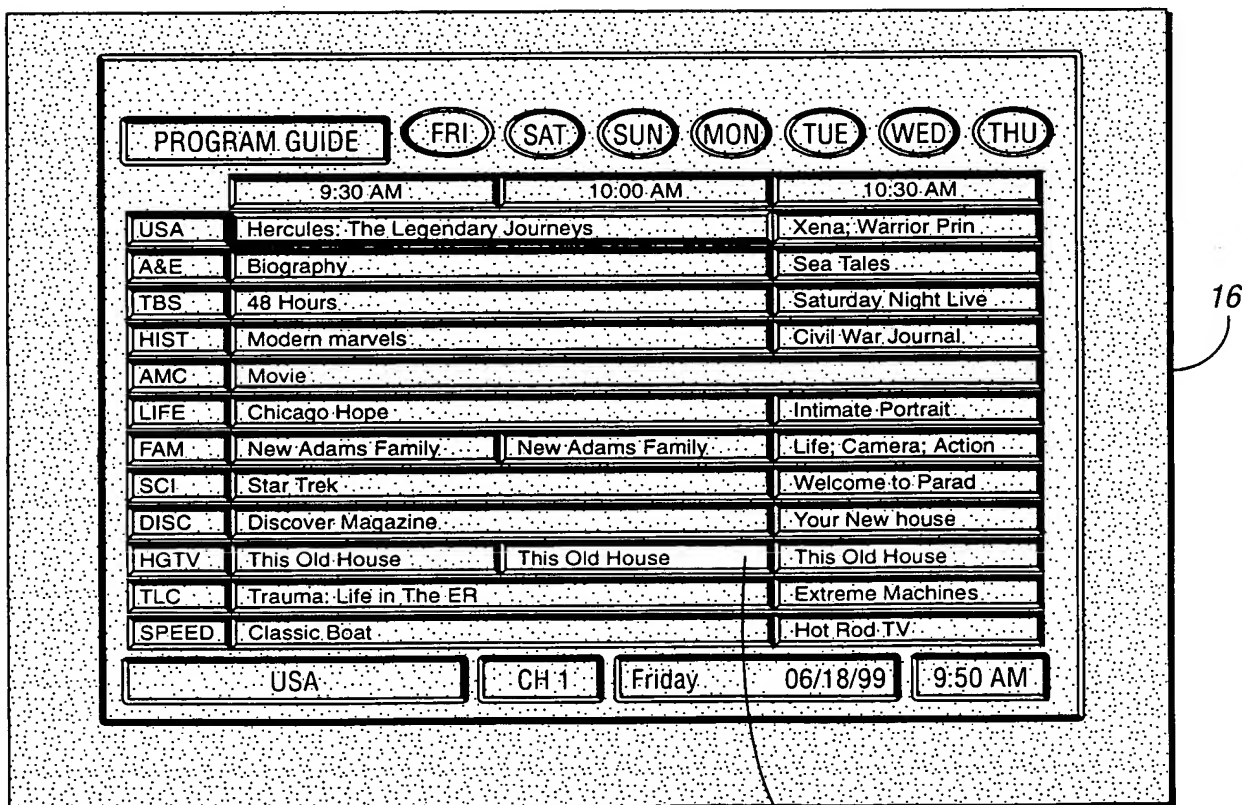 PROGRAM GUIDE FRI SAT SUN MON TUE WED THU
9:30 AM 10:00 AM 10:30 AM
USA Hercules: The Legendary Journeys Xena; Warrior Prin
A&E Biography Sea Tales
TBS 48 Hours Saturday Night Live
HIST Modern marvels Civil War Journal
AMC Movie
LIFE Chicago Hope Intimate Portrait
FAM New Adams Family New Adams Family Life; Camera; Action
SCI Star Trek Welcome to Parad
DISC Discover Magazine Your New house
HGTV This Old House This Old House This Old House
TLC Trauma: Life in The ER Extreme Machines
SPEED Classic Boat Hot Rod TV
USA CH 1 Friday 06/18/99 9:50 AM
16